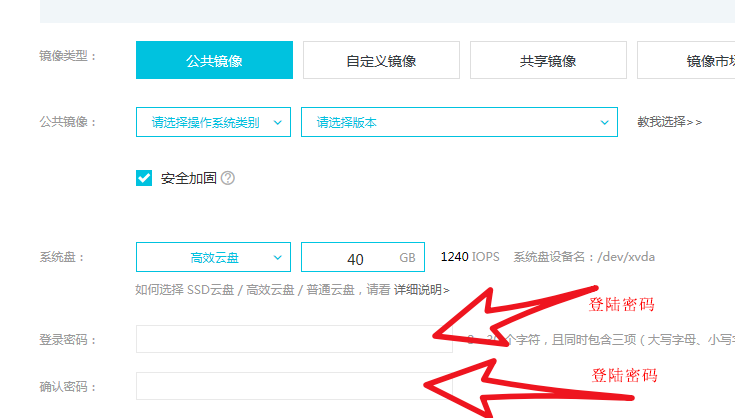 镜像类型： 公共镜像 自定义镜像 共享镜像 镜像市场
公共镜像： 请选择操作系统类别 请选择版本 教我选择>>
安全加固 ?
系统盘： 高效云盘 40 GB 1240 IOPS 系统盘设备名：/dev/xvda
如何选择 SSD云盘 / 高效云盘 / 普通云盘，请看 详细说明>
登陆密码
登录密码： 个字符，且同时包含三项（大写字母、小写
登陆密码
确认密码：